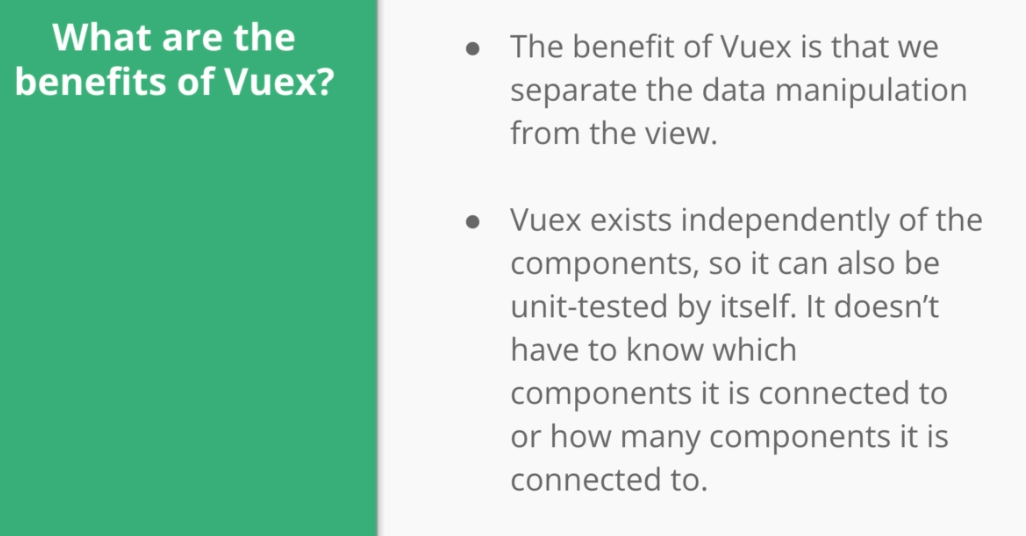 What are the
benefits of Vuex?
● The benefit of Vuex is that we
separate the data manipulation
from the view.
● Vuex exists independently of the
components, so it can also be
unit-tested by itself. It doesn’t
have to know which
components it is connected to
or how many components it is
connected to.